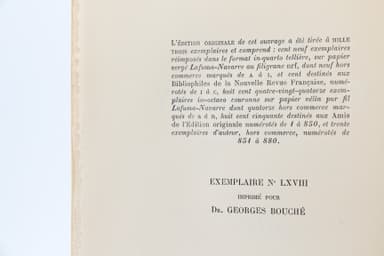 L'ÉDITION ORIGINALE de cet ouvrage a été tirée à MILLE
TROIS exemplaires et comprend : cent neuf exemplaires
réimposés dans le format in-quarto tellière, sur papier
vergé Lafuma-Navarre au filigrane nrf, dont neuf hors
commerce marqués de A à I, et cent destinés aux
Bibliophiles de la Nouvelle Revue Française, numé-
rotés de I à C, huit cent quatre-vingt-quatorze exem-
plaires in-octavo couronne sur papier vélin pur fil
Lafuma-Navarre dont quatorze hors commerce mar-
qués de a à n, huit cent cinquante destinés aux Amis
de l'Edition originale numérotés de 1 à 850, et trente
exemplaires d'auteur, hors commerce, numérotés de
851 à 880.
EXEMPLAIRE N° LXVIII
IMPRIMÉ POUR
DR. GEORGES BOUCHÉ